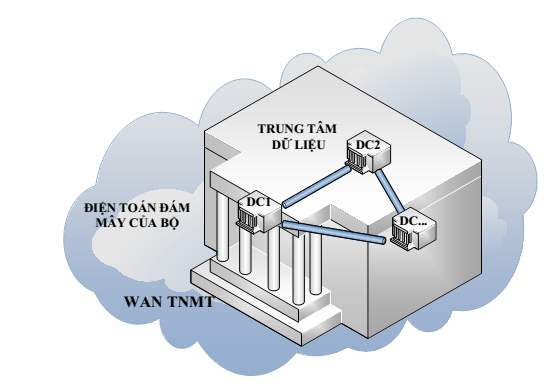 TRUNG TÂM
DỮ LIỆU
DC2
DC1
DC...
ĐIỆN TOÁN ĐÁM
MÂY CỦA BỘ
WAN TNMT